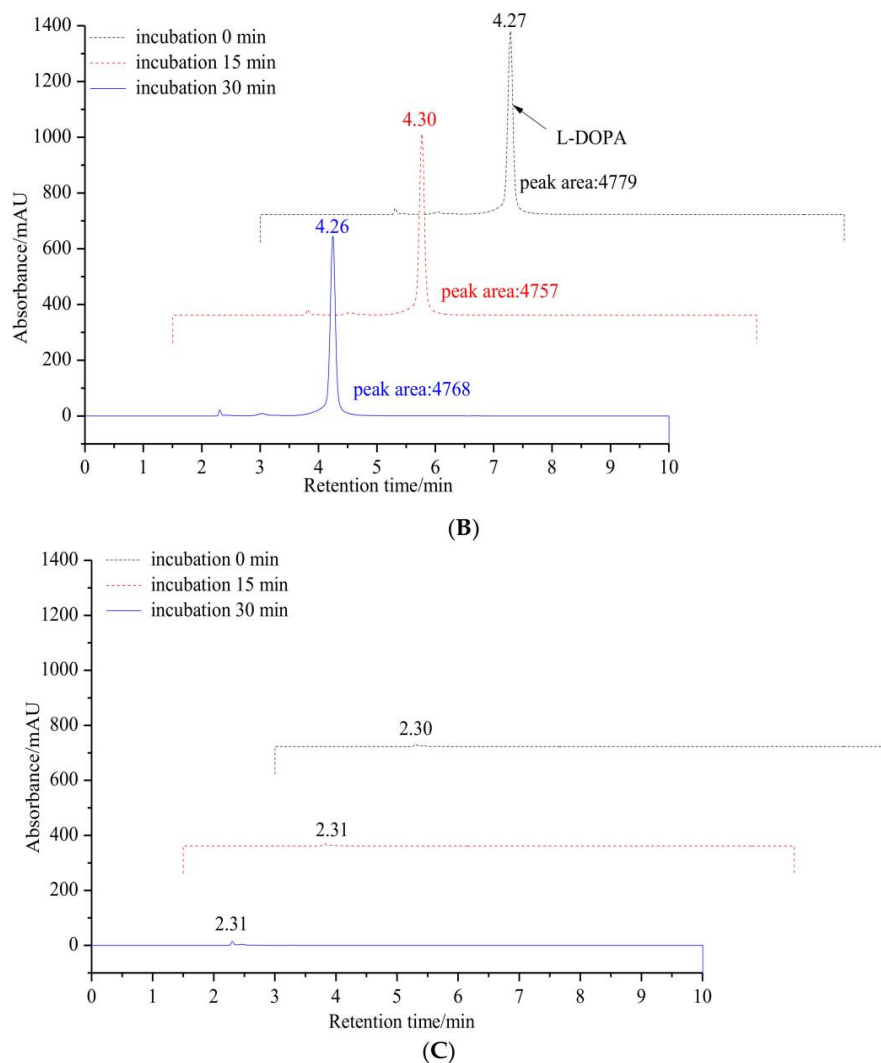 1400
1200
1000
800
600
400
200
0
Absorbance/mAU
incubation 0 min
incubation 15 min
incubation 30 min
4.27
L-DOPA
4.30
peak area:4779
4.26
peak area:4757
peak area:4768
0 1 2 3 4 5 6 7 8 9 10
Retention time/min
(B)
1400
1200
1000
800
600
400
200
0
Absorbance/mAU
incubation 0 min
incubation 15 min
incubation 30 min
2.30
2.31
2.31
0 1 2 3 4 5 6 7 8 9 10
Retention time/min
(C)